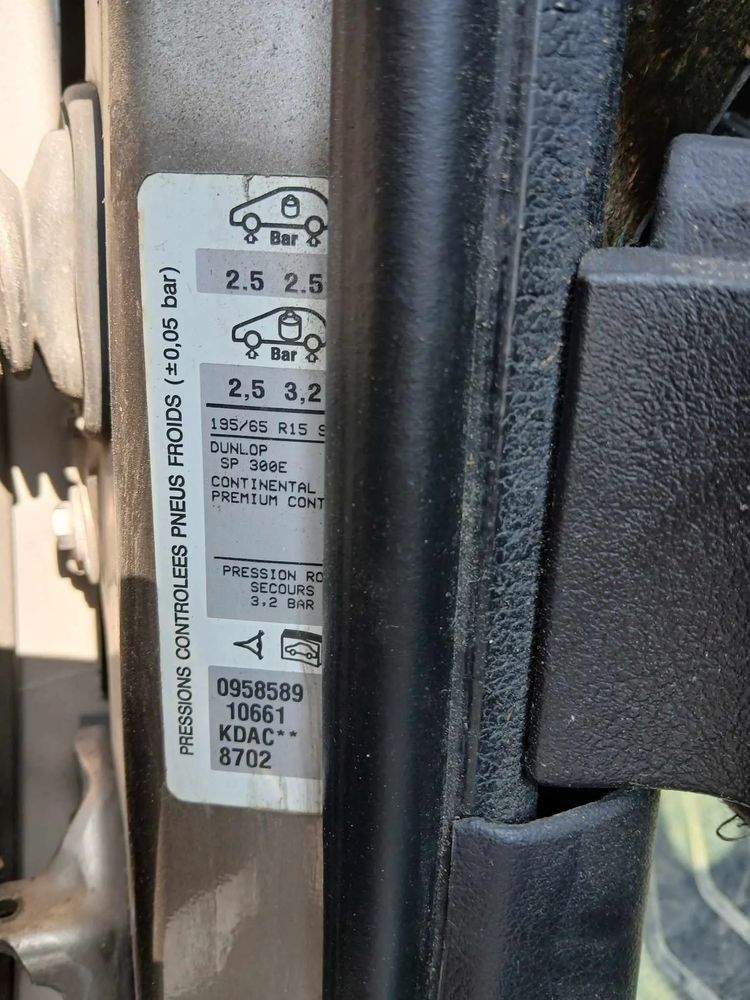 Bar
2.5 2.5
Bar
2,5 3,2
195/65 R15
DUNLOP
SP 300E
CONTINENTAL
PREMIUM CONT
PRESSION RO
SECOURS
3,2 BAR
0958589
10661
KDAC**
8702
PRESSIONS CONTROLEES PNEUS FROIDS (±0,05 bar)